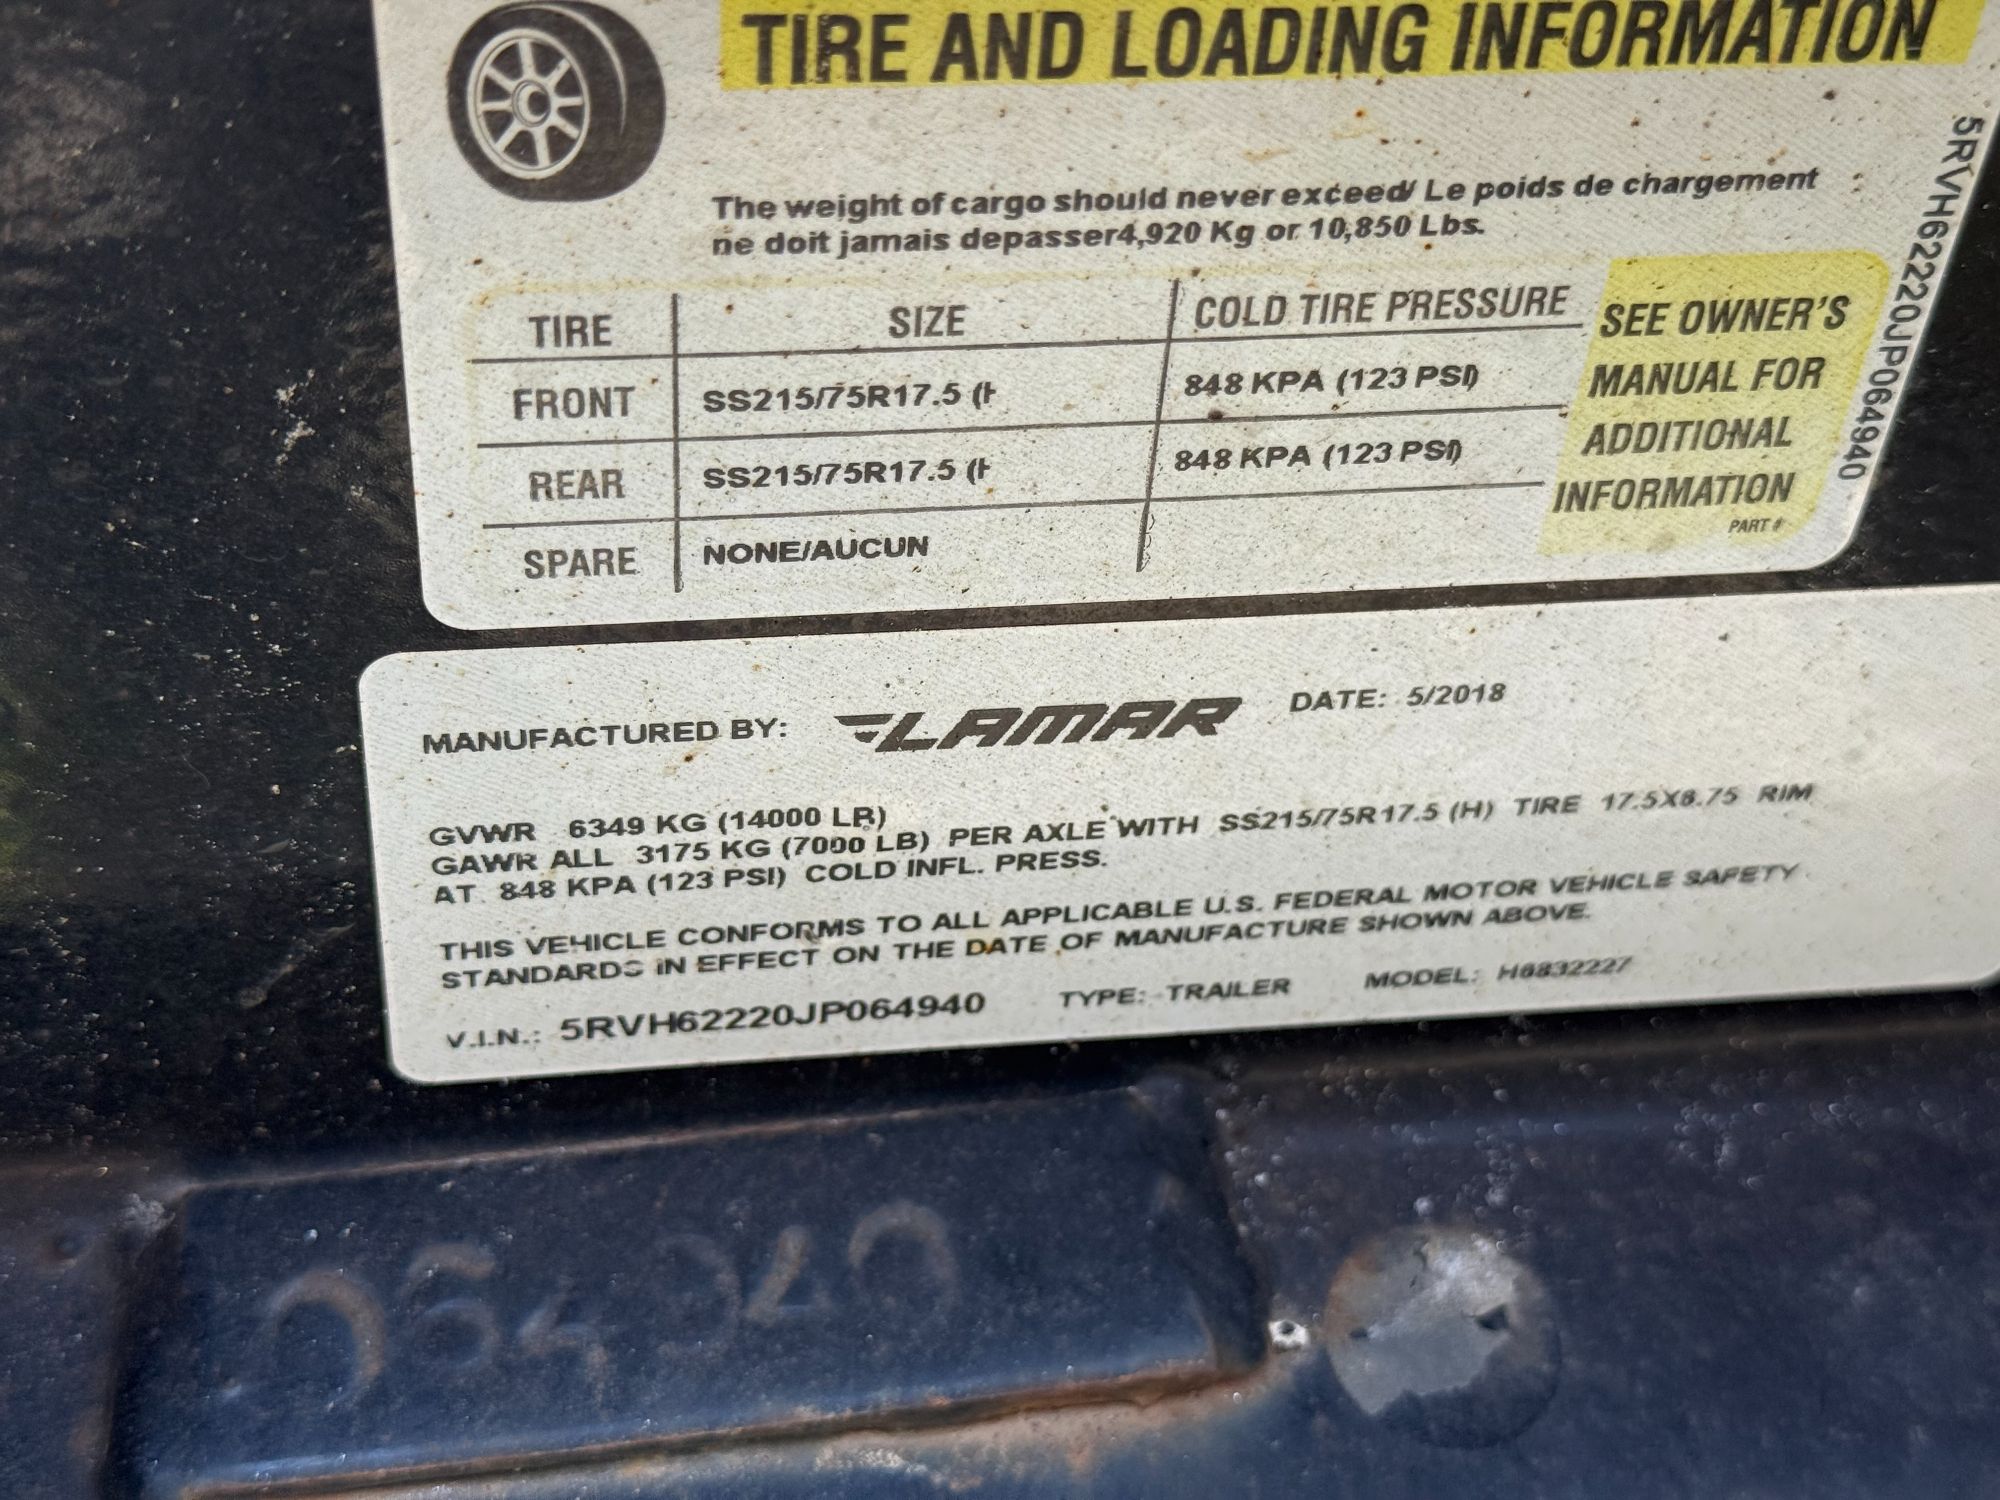 TIRE AND LOADING INFORMATION
The weight of cargo should never exceed/ Le poids de chargement
ne doit jamais depasser4,920 Kg or 10,850 Lbs.
TIRE SIZE COLD TIRE PRESSURE
FRONT SS215/75R17.5 (H 848 KPA (123 PSI)
REAR SS215/75R17.5 (H 848 KPA (123 PSI)
SPARE NONE/AUCUN
SEE OWNER'S
MANUAL FOR
ADDITIONAL
INFORMATION
PART #
5RVH62220JP064940
MANUFACTURED BY: LAMAR DATE: 5/2018
GVWR 6349 KG (14000 LB)
GAWR ALL 3175 KG (7000 LB) PER AXLE WITH SS215/75R17.5 (H) TIRE 17.5X6.75 RIM
AT 848 KPA (123 PSI) COLD INFL. PRESS.
THIS VEHICLE CONFORMS TO ALL APPLICABLE U.S. FEDERAL MOTOR VEHICLE SAFETY
STANDARDS IN EFFECT ON THE DATE OF MANUFACTURE SHOWN ABOVE.
V.I.N.: 5RVH62220JP064940 TYPE: TRAILER MODEL: H6832227